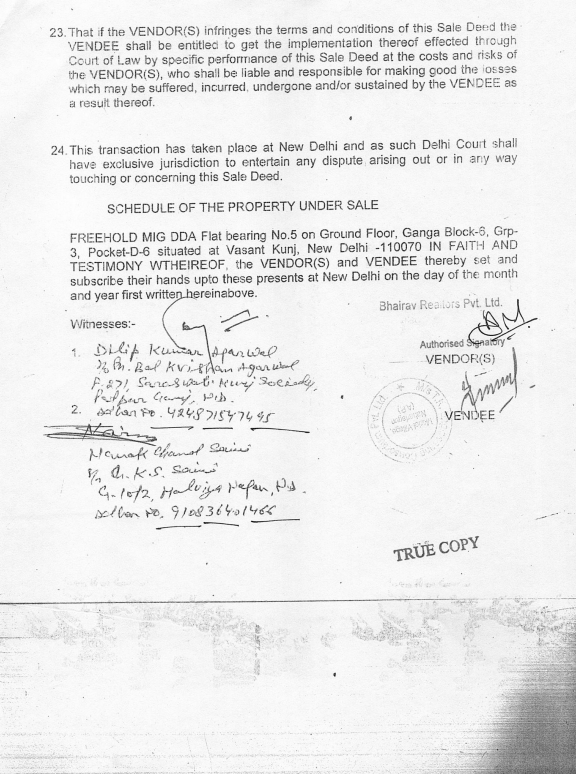 23. That if the VENDOR(S) infringes the terms and conditions of this Sale Deed the
VENDEE shall be entitled to get the implementation thereof effected through
Court of Law by specific performance of this Sale Deed at the costs and risks of
the VENDOR(S), who shall be liable and responsible for making good the losses
which may be suffered, incurred, undergone and/or sustained by the VENDEE as
a result thereof.
24. This transaction has taken place at New Delhi and as such Delhi Court shall
have exclusive jurisdiction to entertain any dispute arising out or in any way
touching or concerning this Sale Deed.
SCHEDULE OF THE PROPERTY UNDER SALE
FREEHOLD MIG DDA Flat bearing No.5 on Ground Floor, Ganga Block-6, Grp-
3, Pocket-D-6 situated at Vasant Kunj, New Delhi -110070 IN FAITH AND
TESTIMONY WTHEIREOF, the VENDOR(S) and VENDEE thereby set and
subscribe their hands upto these presents at New Delhi on the day of the month
and year first written hereinabove.
Bhairav Realtors Pvt. Ltd.
Witnesses:-
Authorised Signatory
VENDOR(S)
1. Dilip Kumar Agarwal
Bal Krishan Agarwal
F-271, Saraswati Kunj Society,
N.D.
VENDEE
2.
Nanak Chand Saini
K.S. Saini
G-10/2, Malviya Nagar, N.D.
TRUE COPY